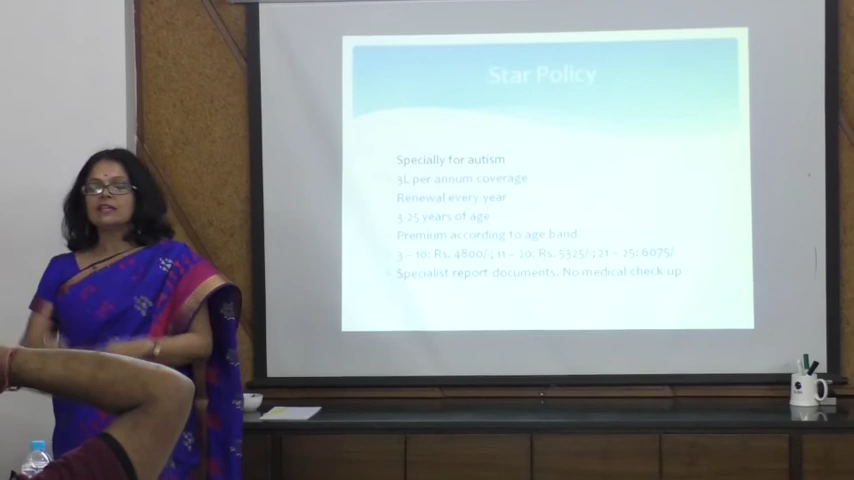 Star Policy
Specially for autism
3L per annum coverage
Renewal every year
3-25 years of age
Premium according to age band
3 – 10: Rs. 4800/-; 11 – 20: Rs. 5325/-; 21 – 25: 6075/
Specialist report documents. No medical check up